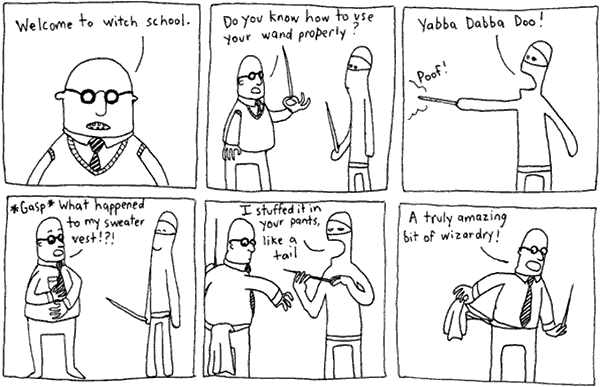 Welcome to witch school.
Do you know how to use
your wand properly?
Yabba Dabba Doo!
Poof!
*Gasp* What happened
to my sweater
vest!?!
I stuffed it in
your pants,
like a
tail
A truly amazing
bit of wizardry!